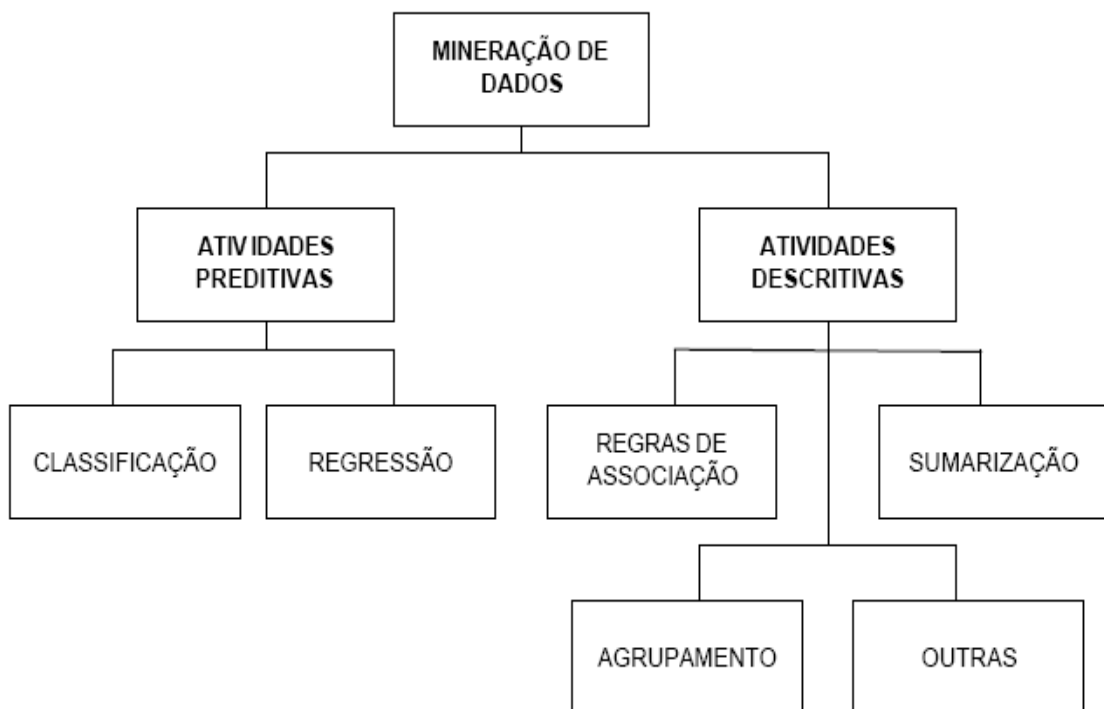 MINERAÇÃO DE
DADOS
ATIVIDADES
PREDITIVAS
ATIVIDADES
DESCRITIVAS
CLASSIFICAÇÃO
REGRESSÃO
REGRAS DE
ASSOCIAÇÃO
SUMARIZAÇÃO
AGRUPAMENTO
OUTRAS